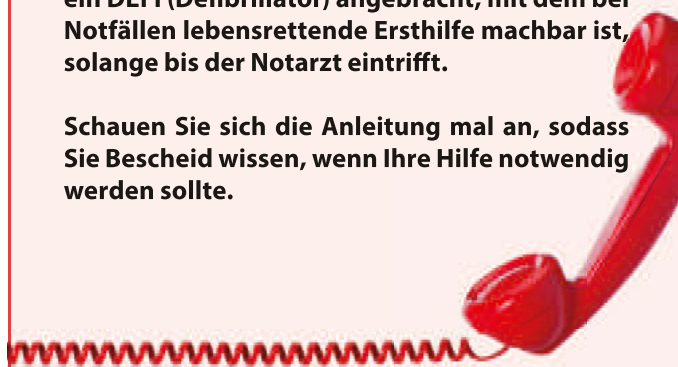 ein DEFI (Defibrillator) angebracht, mit dem bei
Notfällen lebensrettende Ersthilfe machbar ist,
solange bis der Notarzt eintrifft.
Schauen Sie sich die Anleitung mal an, sodass
Sie Bescheid wissen, wenn Ihre Hilfe notwendig
werden sollte.